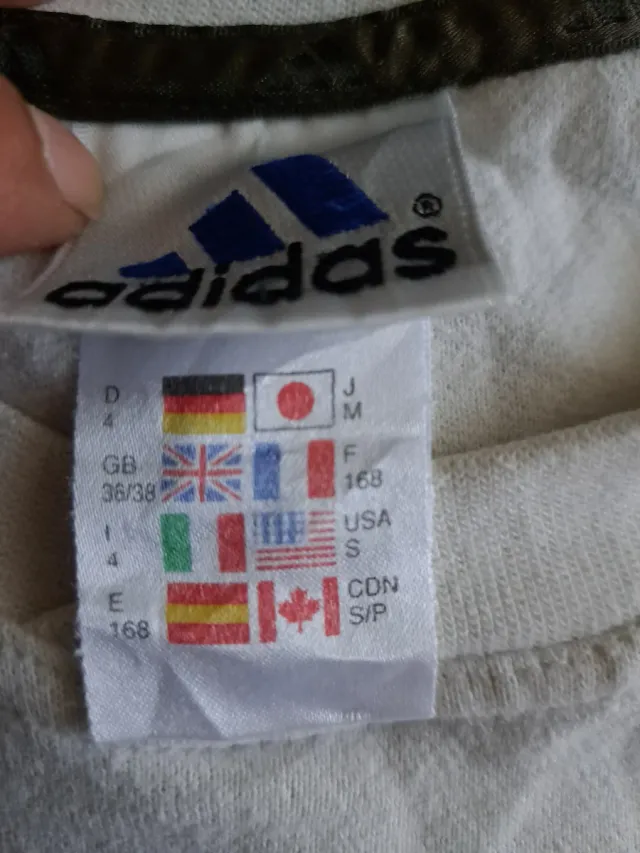 adidas®
D
4
J
M
GB
36/38
F
168
I
4
USA
S
E
168
CDN
S/P